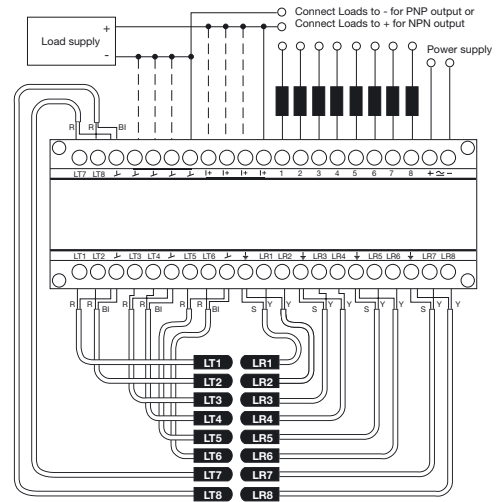 Connect Loads to - for PNP output or
Connect Loads to + for NPN output
Load supply
+
-
Power supply
R R BI
LT7 LT8 I+ I+ I+ I+ 1 2 3 4 5 6 7 8 + ≃ −
LT1 LT2 LT3 LT4 LT5 LT6 LR1 LR2 LR3 LR4 LR5 LR6 LR7 LR8
R R BI R R BI R R BI S Y Y S Y Y S Y Y S Y Y
LT1 LR1
LT2 LR2
LT3 LR3
LT4 LR4
LT5 LR5
LT6 LR6
LT7 LR7
LT8 LR8